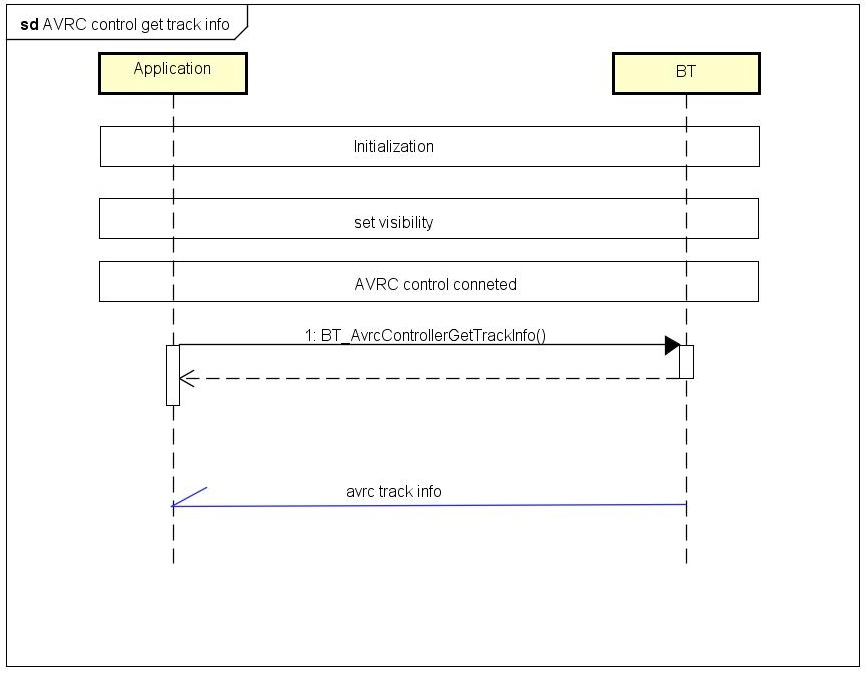 sd AVRC control get track info
Application
BT
Initialization
set visibility
AVRC control conneted
1: BT_AvrcControllerGetTrackInfo()
avrc track info